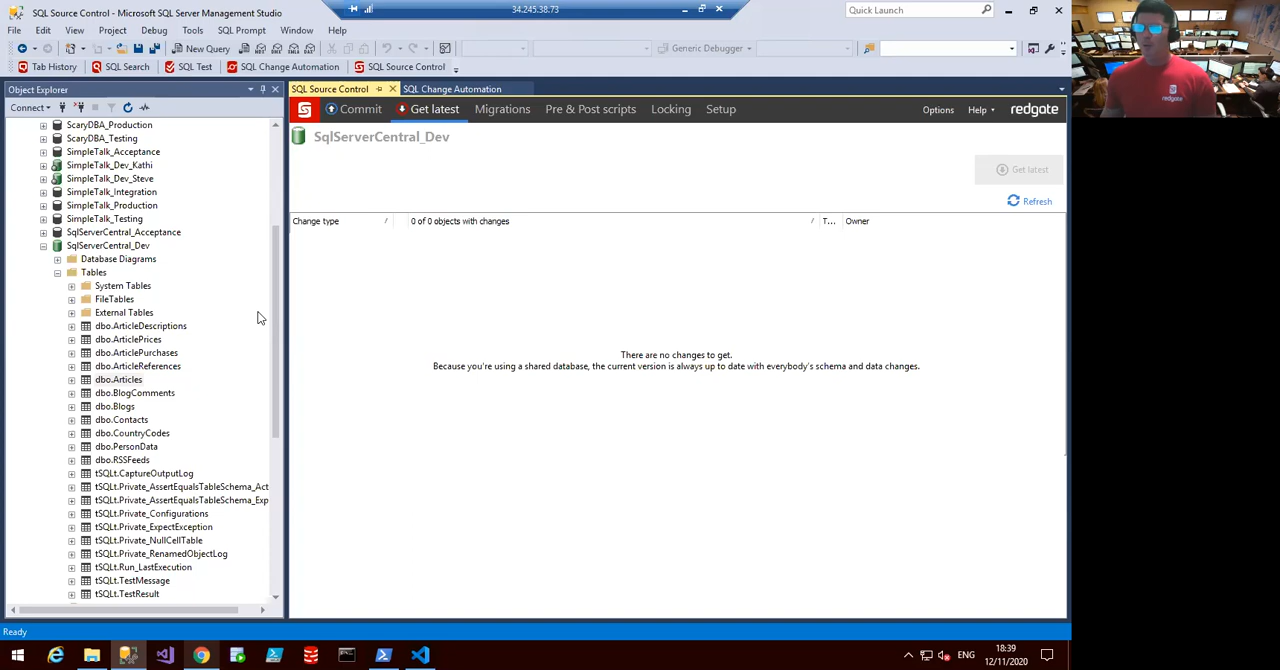 SQL Source Control - Microsoft SQL Server Management Studio
34.245.38.73
Quick Launch
File Edit View Project Debug Tools SQL Prompt Window Help
New Query
Generic Debugger
Tab History SQL Search SQL Test SQL Change Automation SQL Source Control
Object Explorer
Connect
ScaryDBA_Production
ScaryDBA_Testing
SimpleTalk_Acceptance
SimpleTalk_Dev_Kathi
SimpleTalk_Dev_Steve
SimpleTalk_Integration
SimpleTalk_Production
SimpleTalk_Testing
SqlServerCentral_Acceptance
SqlServerCentral_Dev
Database Diagrams
Tables
System Tables
FileTables
External Tables
dbo.ArticleDescriptions
dbo.ArticlePrices
dbo.ArticlePurchases
dbo.ArticleReferences
dbo.Articles
dbo.BlogComments
dbo.Blogs
dbo.Contacts
dbo.CountryCodes
dbo.PersonData
dbo.RSSFeeds
tSQLt.CaptureOutputLog
tSQLt.Private_AssertEqualsTableSchema_Act
tSQLt.Private_AssertEqualsTableSchema_Exp
tSQLt.Private_Configurations
tSQLt.Private_ExpectException
tSQLt.Private_NullCellTable
tSQLt.Private_RenamedObjectLog
tSQLt.Run_LastExecution
tSQLt.TestMessage
tSQLt.TestResult
SQL Source Control SQL Change Automation
Commit Get latest Migrations Pre & Post scripts Locking Setup Options Help redgate
SqlServerCentral_Dev
Get latest
Refresh
Change type 0 of 0 objects with changes T... Owner
There are no changes to get.
Because you're using a shared database, the current version is always up to date with everybody's schema and data changes.
redgate
Ready
ENG
18:39
12/11/2020